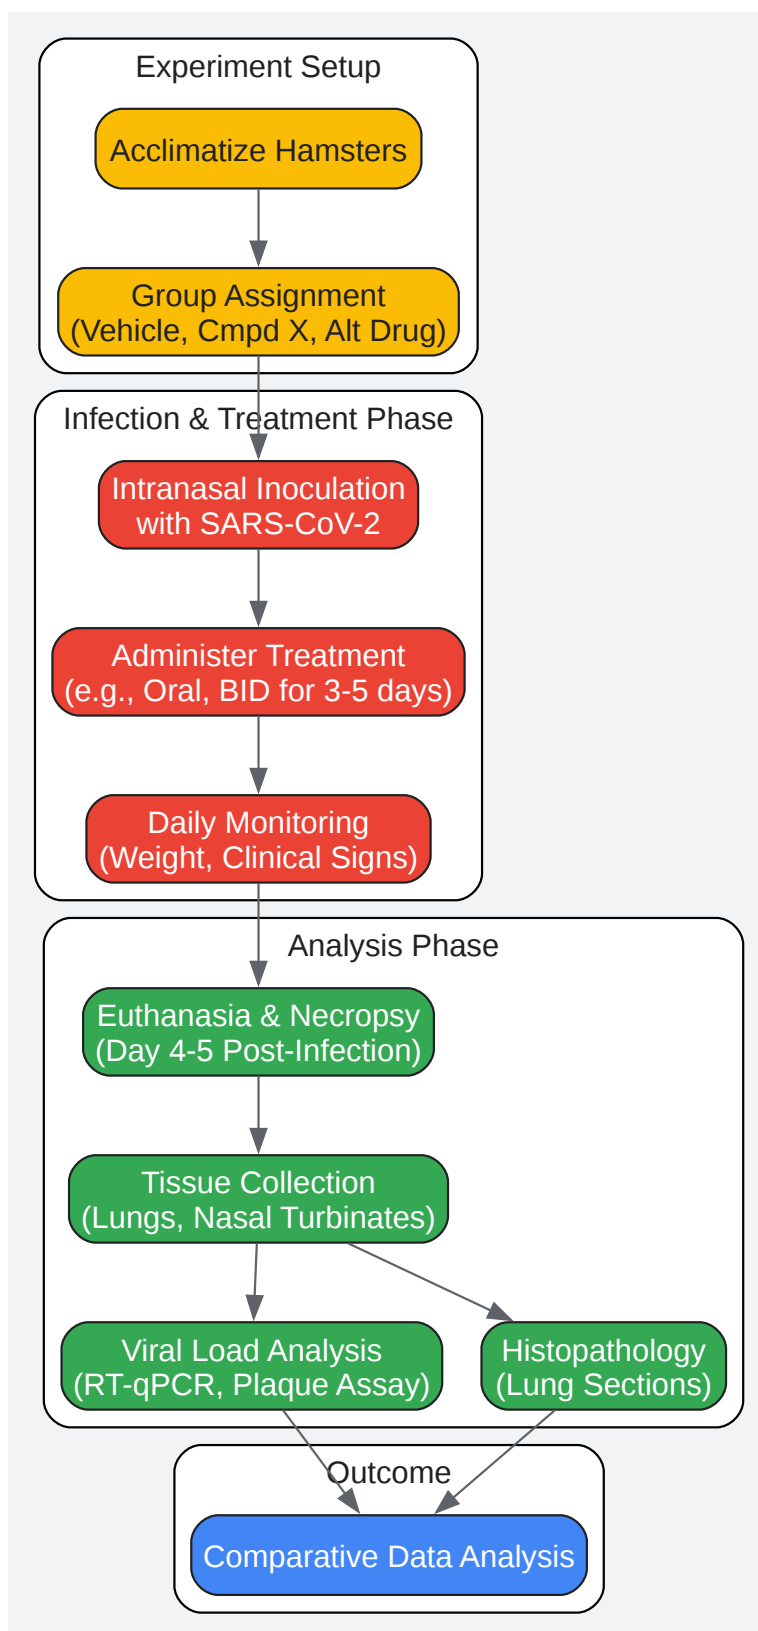 Experiment Setup
Acclimatize Hamsters
Group Assignment
(Vehicle, Cmpd X, Alt Drug)
Infection & Treatment Phase
Intranasal Inoculation
with SARS-CoV-2
Administer Treatment
(e.g., Oral, BID for 3-5 days)
Daily Monitoring
(Weight, Clinical Signs)
Analysis Phase
Euthanasia & Necropsy
(Day 4-5 Post-Infection)
Tissue Collection
(Lungs, Nasal Turbinates)
Viral Load Analysis
(RT-qPCR, Plaque Assay)
Histopathology
(Lung Sections)
Outcome
Comparative Data Analysis